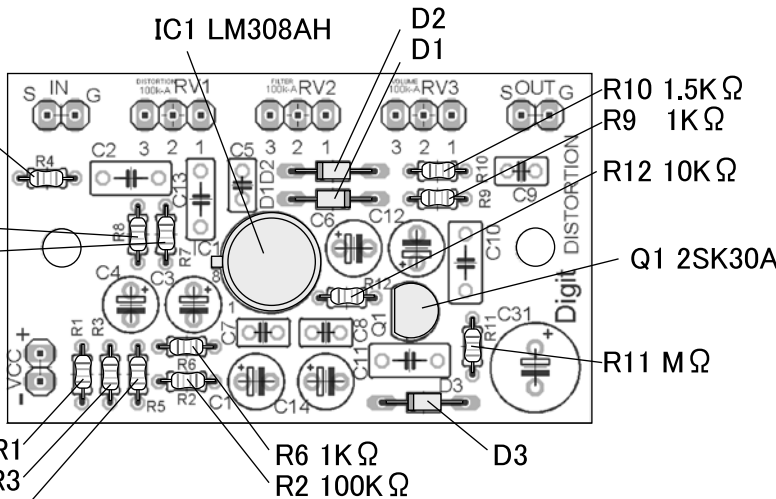 IC1 LM308AH
D2
D1
S IN G
DISTORTION
100k-A RV1
FILTER
100k-A RV2
VOLUME
100k-A RV3
S OUT G
R10 1.5KΩ
R9 1KΩ
R12 10KΩ
Q1 2SK30A
R11 MΩ
D3
R6 1KΩ
R2 100KΩ
R1
R3
R4
C2
3 2 1
C13
C5
3 2 1
D1 D2
3 2 1
R10
R9
C9
DISTORTION
R8
R7
IC1
8
1
C6
C12
C10
C4
C3
R12
Q1
Digit
C31
R11
VCC
+
-
R1
R3
R5
R6
R2
C7
C8
C11
C1
C14
D3